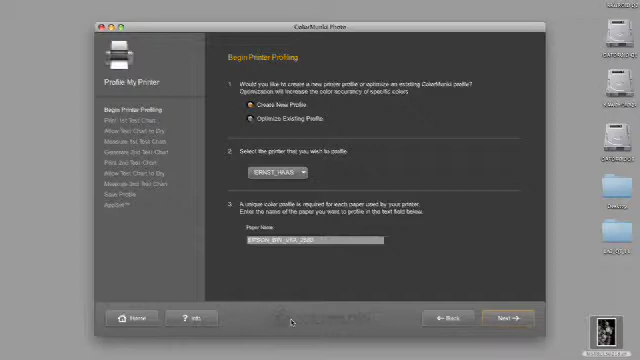 ColorMunki Photo
Profile My Printer
Begin Printer Profiling
Print 1st Test Chart
Allow Test Chart to Dry
Measure 1st Test Chart
Generate 2nd Test Chart
Print 2nd Test Chart
Allow Test Chart to Dry
Measure 2nd Test Chart
Save Profile
AppSet™
Begin Printer Profiling
1. Would you like to create a new printer profile or optimize an existing ColorMunki profile?
Optimization will increase the color accuracy of specific colors
Create New Profile
Optimize Existing Profile
2. Select the printer that you wish to profile.
ERNST_HAAS
3. A unique color profile is required for each paper used by your printer.
Enter the name of the paper you want to profile in the text field below.
Paper Name
Home
? Info
Back
Next